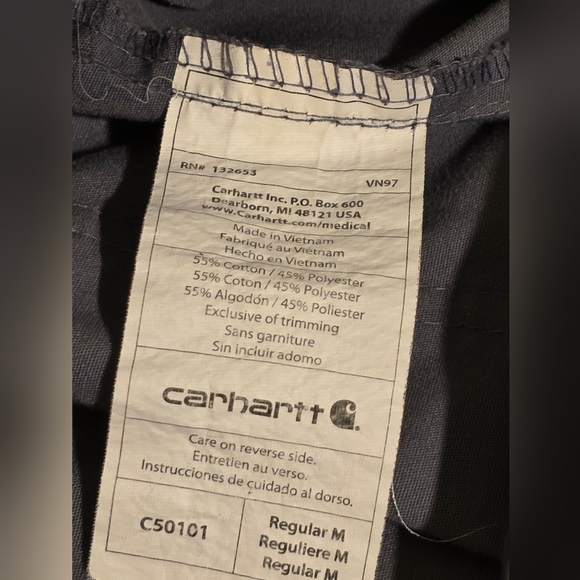 RN# 132653
VN97
Carhartt Inc. P.O. Box 600
Dearborn, MI 48121 USA
www.Carhartt.com/medical
Made in Vietnam
Fabriqué au Vietnam
Hecho en Vietnam
55% Cotton / 45% Polyester
55% Coton / 45% Polyester
55% Algodón / 45% Poliester
Exclusive of trimming
Sans garniture
Sin incluir adorno
carhartt
Care on reverse side.
Entretien au verso.
Instrucciones de cuidado al dorso.
C50101
Regular M
Reguliere M
Regular M